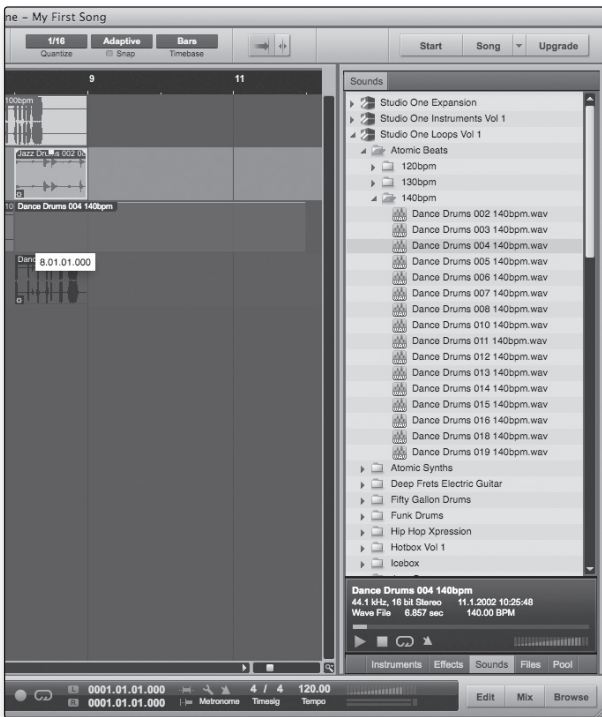 ne – My First Song
1/16 Adaptive Bars
Quantize Snap Timebase
Start Song Upgrade
9 11
Sounds
100bpm
Studio One Expansion
Studio One Instruments Vol 1
Studio One Loops Vol 1
Jazz Drums 002 0
Atomic Beats
120bpm
130bpm
140bpm
10 Dance Drums 004 140bpm
Dance Drums 002 140bpm.wav
Dance Drums 003 140bpm.wav
Dance Drums 004 140bpm.wav
Danc 8.01.01.000
Dance Drums 005 140bpm.wav
Dance Drums 006 140bpm.wav
Dance Drums 007 140bpm.wav
Dance Drums 008 140bpm.wav
Dance Drums 010 140bpm.wav
Dance Drums 011 140bpm.wav
Dance Drums 012 140bpm.wav
Dance Drums 013 140bpm.wav
Dance Drums 014 140bpm.wav
Dance Drums 015 140bpm.wav
Dance Drums 016 140bpm.wav
Dance Drums 018 140bpm.wav
Dance Drums 019 140bpm.wav
Atomic Synths
Deep Frets Electric Guitar
Fifty Gallon Drums
Funk Drums
Hip Hop Xpression
Hotbox Vol 1
Icebox
Dance Drums 004 140bpm
44.1 kHz, 16 bit Stereo 11.1.2002 10:25:48
Wave File 6.857 sec 140.00 BPM
Instruments Effects Sounds Files Pool
L 0001.01.01.000 4 / 4 120.00
R 0001.01.01.000 Metronome Timesig Tempo
Edit Mix Browse